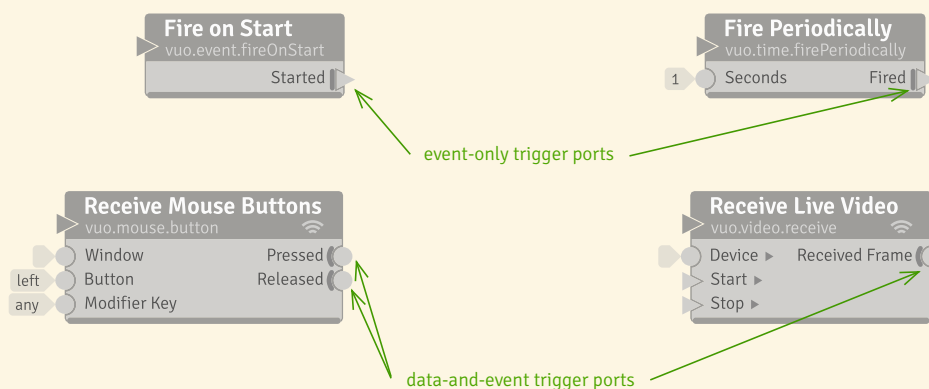 Fire on Start
vuo.event.fireOnStart
Started
Fire Periodically
vuo.time.firePeriodically
1 Seconds Fired
event-only trigger ports
Receive Mouse Buttons
vuo.mouse.button
Window Pressed
left Button Released
any Modifier Key
Receive Live Video
vuo.video.receive
Device Received Frame
Start
Stop
data-and-event trigger ports